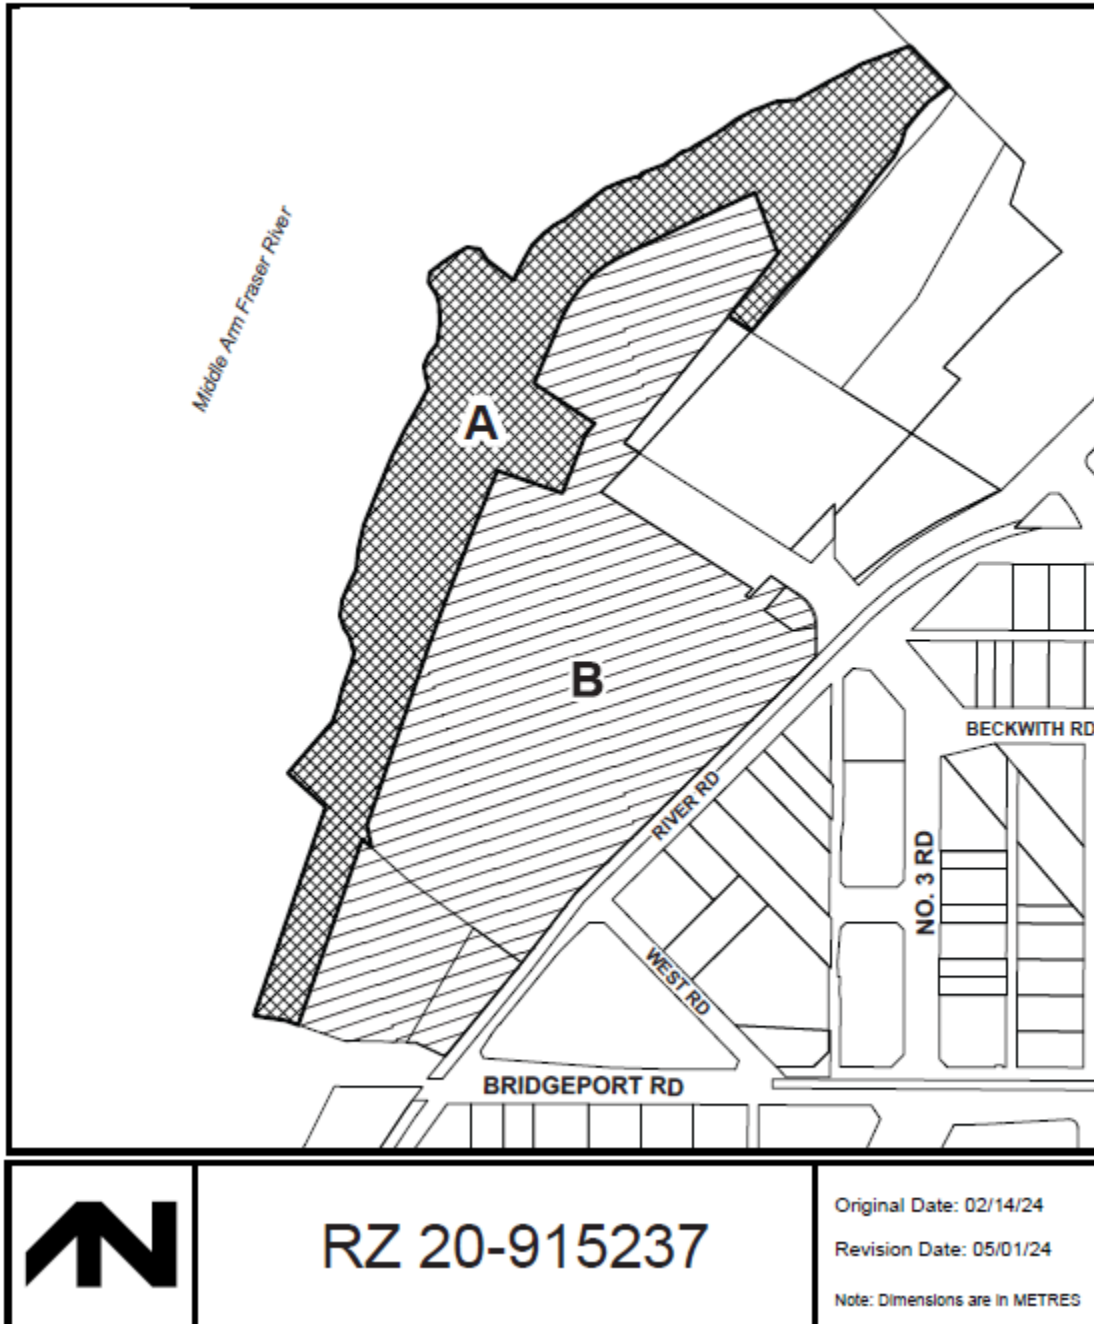 Middle Arm Fraser River
A
B
BECKWITH RD
RIVER RD
NO. 3 RD
WEST RD
BRIDGEPORT RD
N
RZ 20-915237
Original Date: 02/14/24
Revision Date: 05/01/24
Note: Dimensions are in METRES